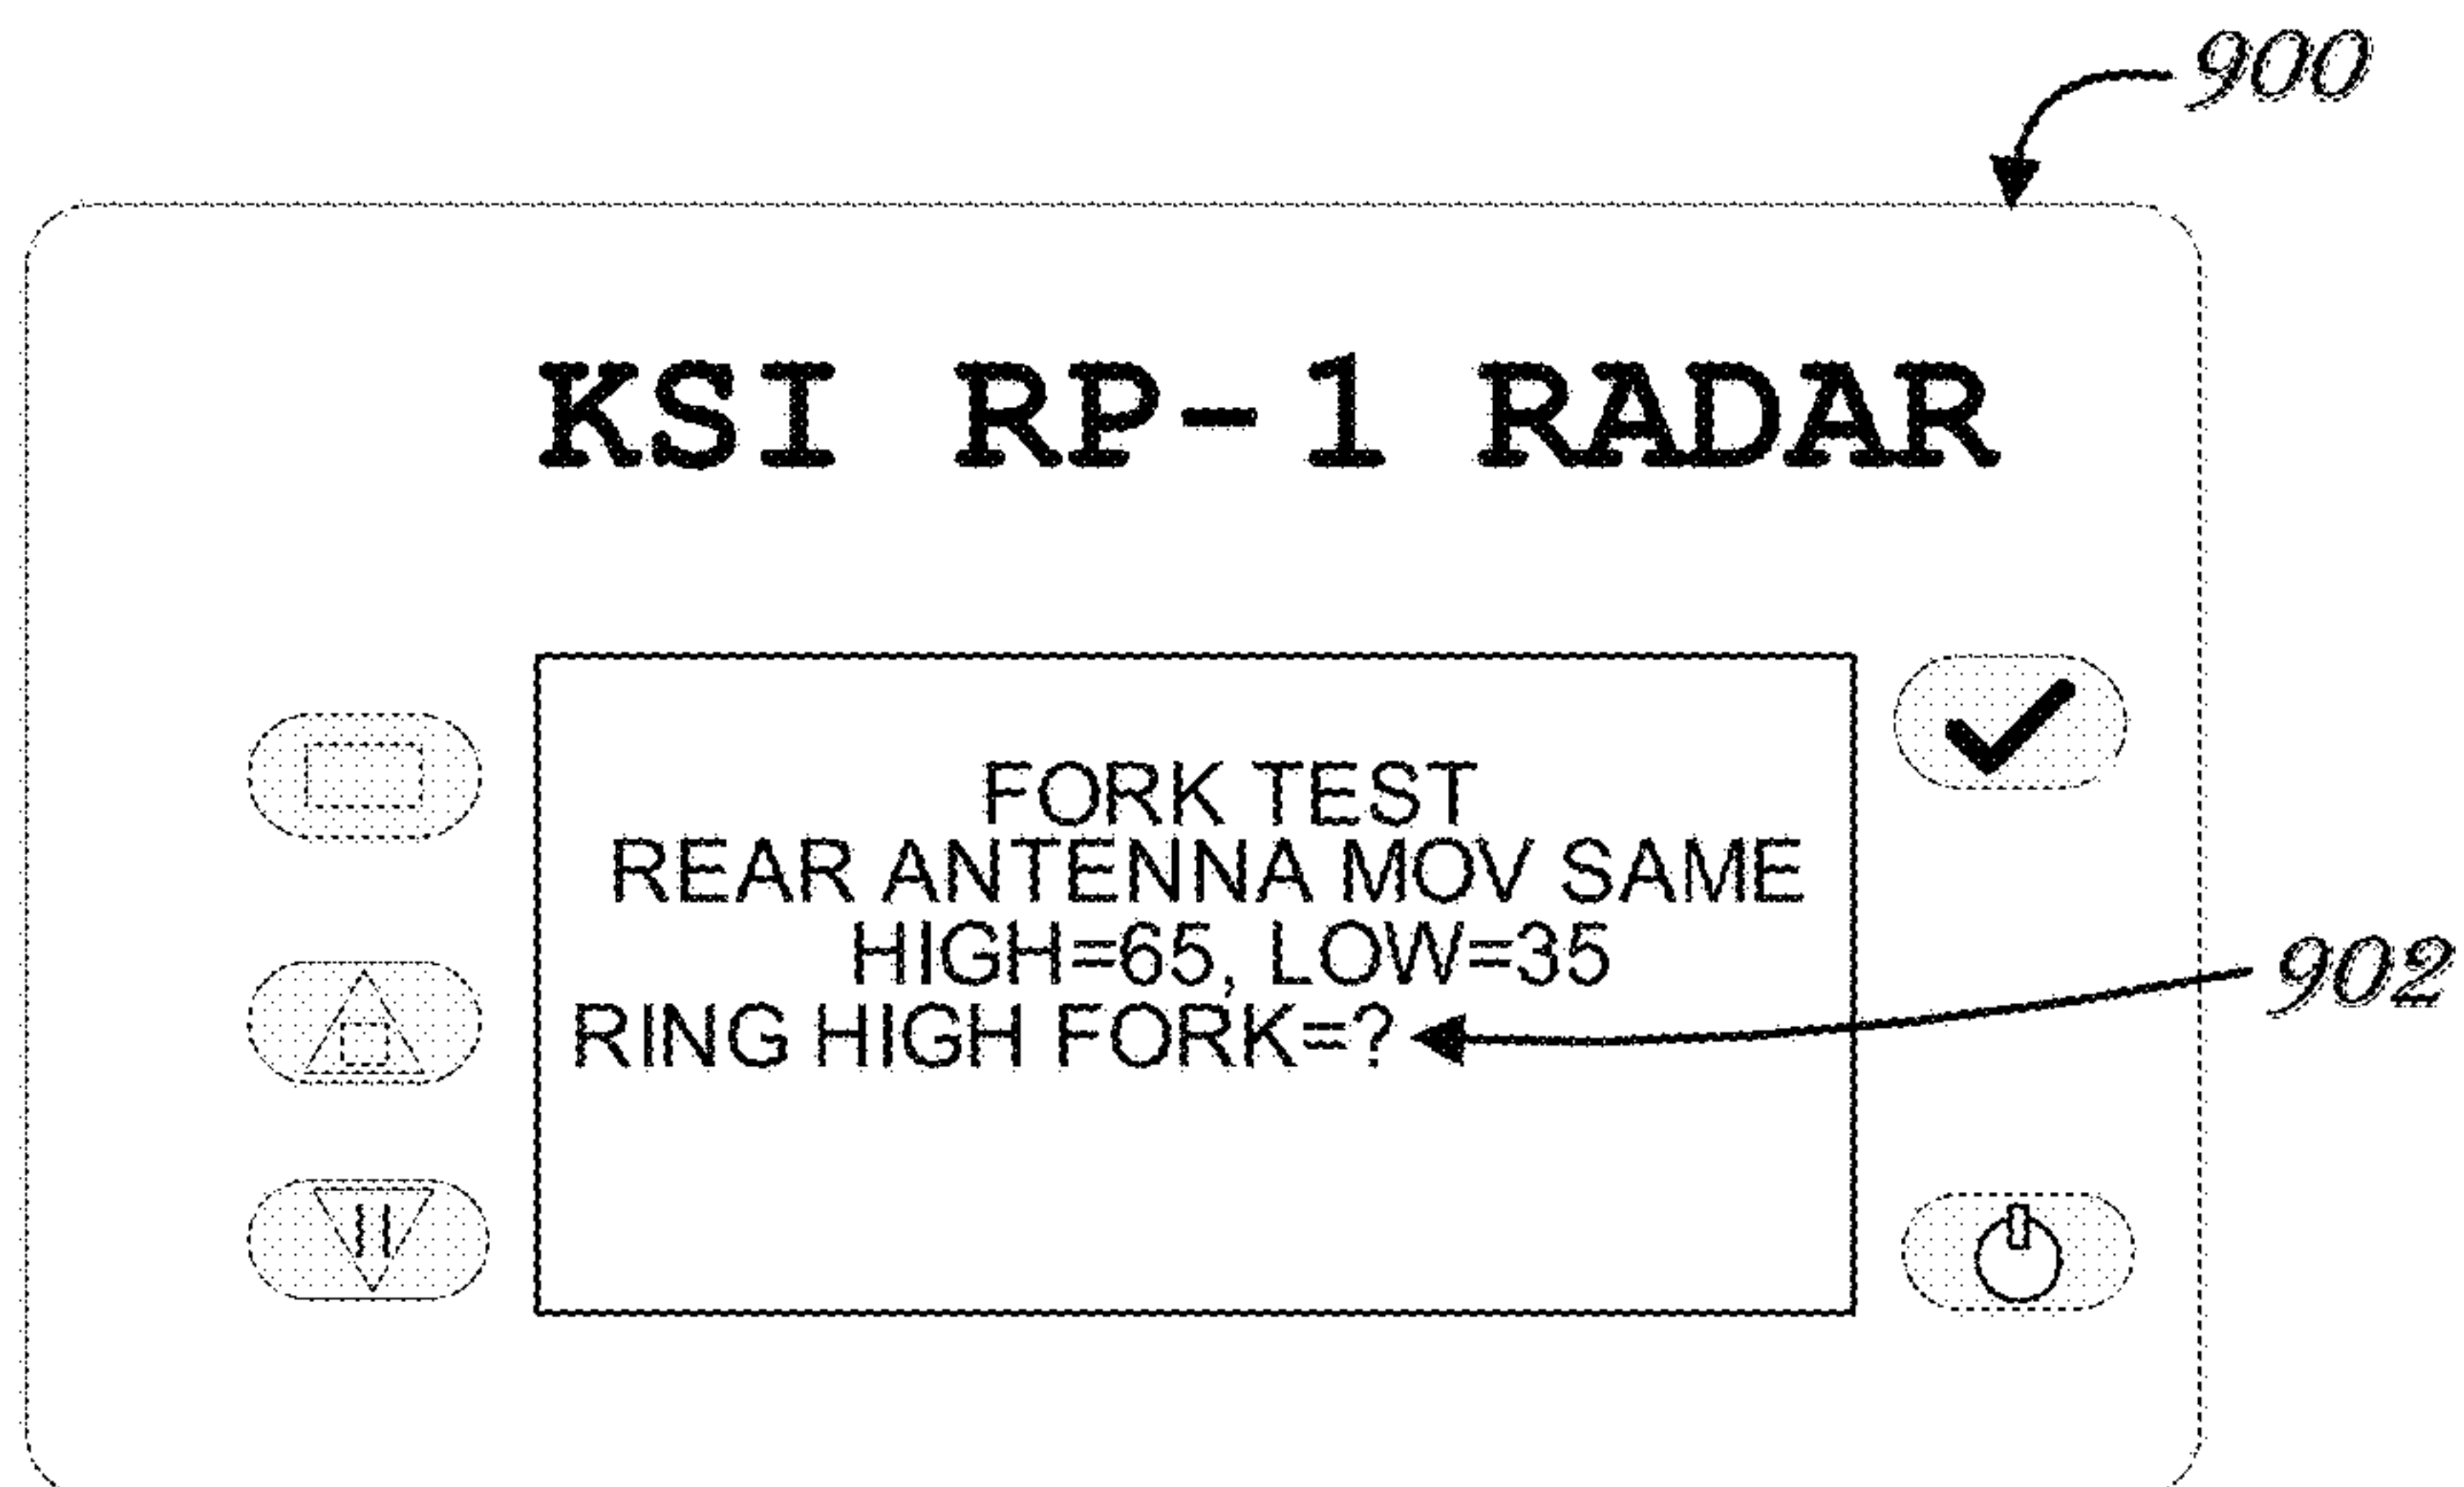 900
KSI RP-1 RADAR
FORK TEST
REAR ANTENNA MOV SAME
HIGH=65, LOW=35
RING HIGH FORK=?
902